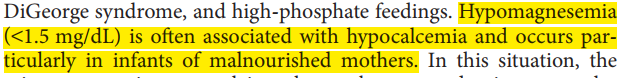 DiGeorge syndrome, and high-phosphate feedings. Hypomagnesemia
(<1.5 mg/dL) is often associated with hypocalcemia and occurs par-
ticularly in infants of malnourished mothers. In this situation, the